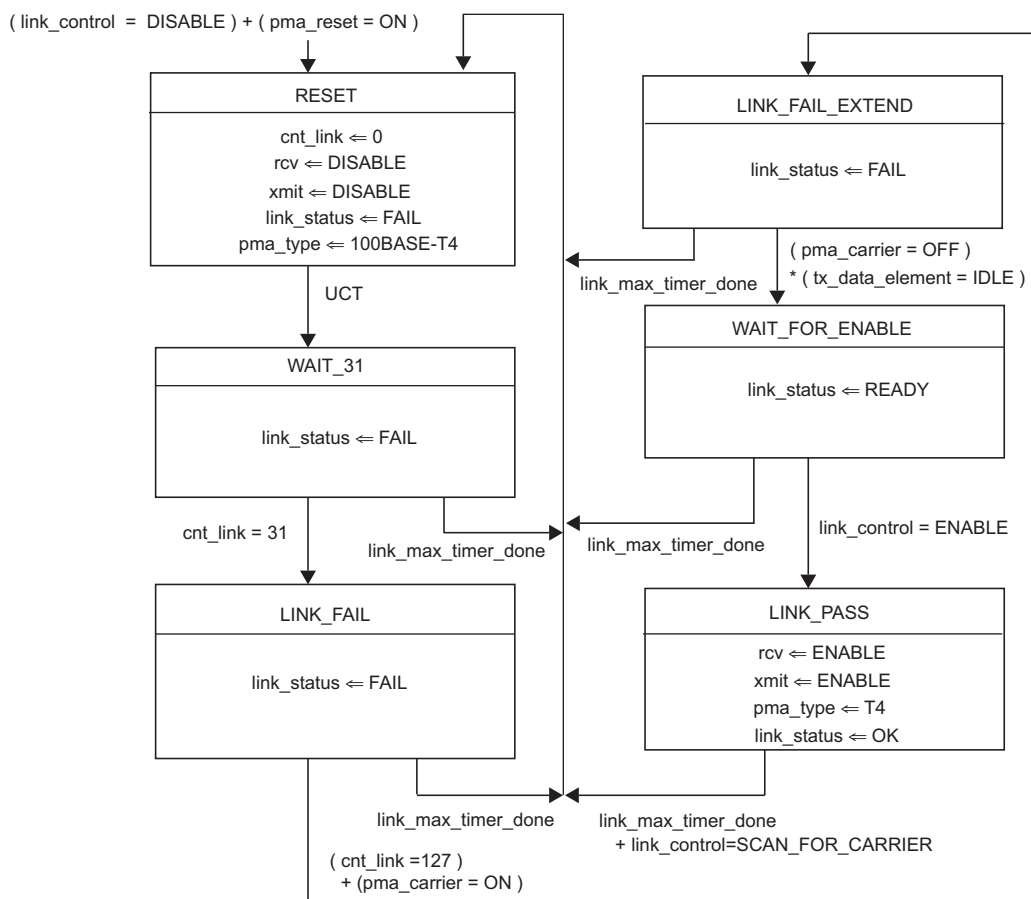 ( link_control = DISABLE ) + ( pma_reset = ON )
RESET
cnt_link ⇐ 0
rcv ⇐ DISABLE
xmit ⇐ DISABLE
link_status ⇐ FAIL
pma_type ⇐ 100BASE-T4
UCT
WAIT_31
link_status ⇐ FAIL
cnt_link = 31
link_max_timer_done
LINK_FAIL
link_status ⇐ FAIL
link_max_timer_done
( cnt_link =127 )
+ (pma_carrier = ON )
LINK_FAIL_EXTEND
link_status ⇐ FAIL
link_max_timer_done
( pma_carrier = OFF )
* ( tx_data_element = IDLE )
WAIT_FOR_ENABLE
link_status ⇐ READY
link_max_timer_done
link_control = ENABLE
LINK_PASS
rcv ⇐ ENABLE
xmit ⇐ ENABLE
pma_type ⇐ T4
link_status ⇐ OK
link_max_timer_done
+ link_control=SCAN_FOR_CARRIER